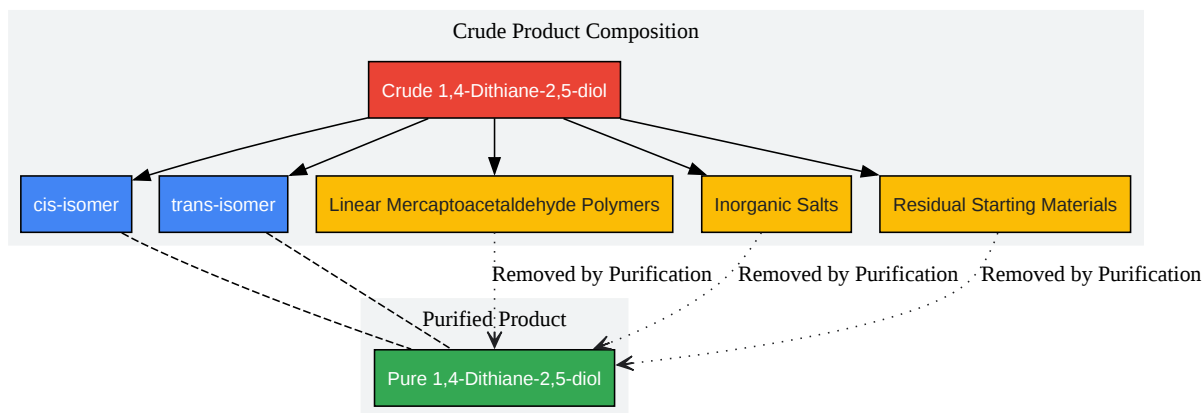 Crude Product Composition
Crude 1,4-Dithiane-2,5-diol
cis-isomer
trans-isomer
Linear Mercaptoacetaldehyde Polymers
Inorganic Salts
Residual Starting Materials
Removed by Purification
Removed by Purification
Removed by Purification
Purified Product
Pure 1,4-Dithiane-2,5-diol